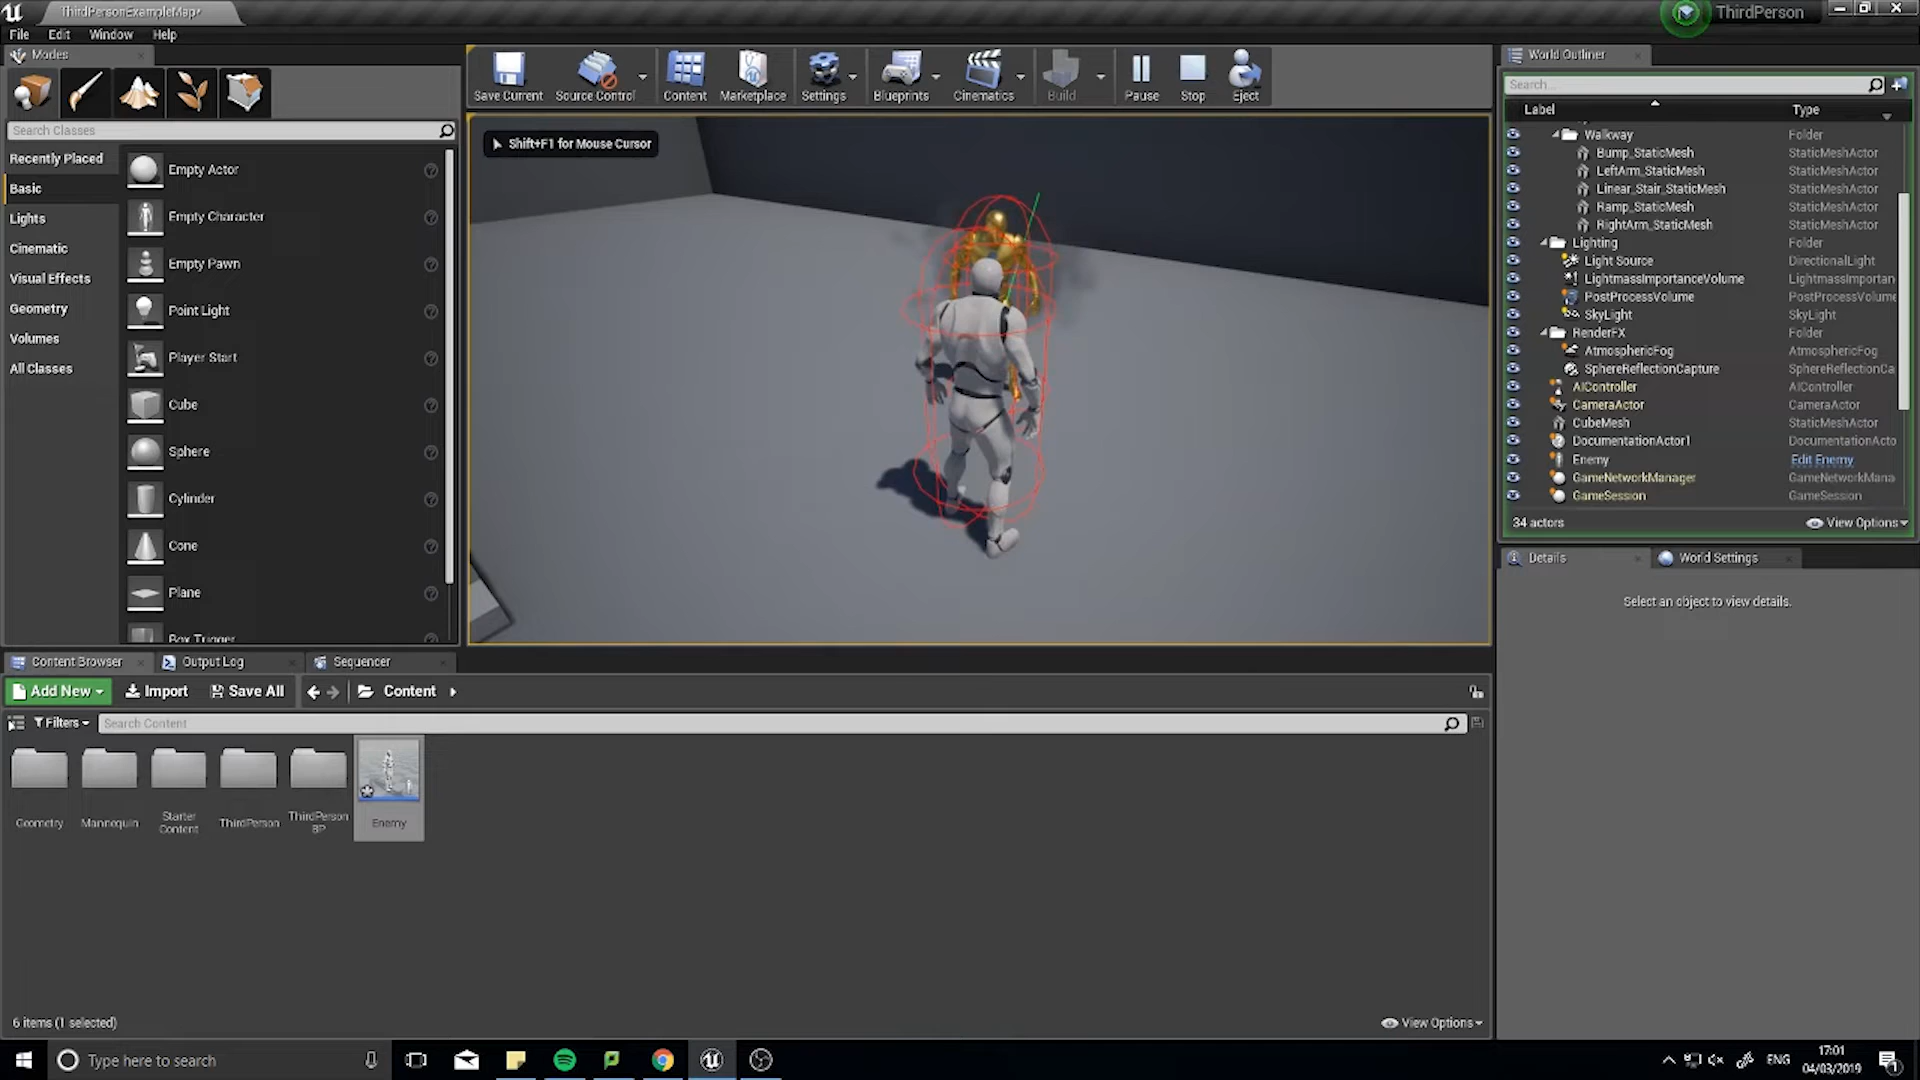 ThirdPersonExampleMap*
ThirdPerson
File Edit Window Help
Modes
Search Classes
Recently Placed
Basic
Lights
Cinematic
Visual Effects
Geometry
Volumes
All Classes
Empty Actor
Empty Character
Empty Pawn
Point Light
Player Start
Cube
Sphere
Cylinder
Cone
Plane
Box Trigger
Save Current Source Control Content Marketplace Settings Blueprints Cinematics Build Pause Stop Eject
Shift+F1 for Mouse Cursor
World Outliner
Search...
Label Type
Walkway Folder
Bump_StaticMesh StaticMeshActor
LeftArm_StaticMesh StaticMeshActor
Linear_Stair_StaticMesh StaticMeshActor
Ramp_StaticMesh StaticMeshActor
RightArm_StaticMesh StaticMeshActor
Lighting Folder
Light Source DirectionalLight
LightmassImportanceVolume LightmassImportan
PostProcessVolume PostProcessVolume
SkyLight SkyLight
RenderFX Folder
AtmosphericFog AtmosphericFog
SphereReflectionCapture SphereReflectionCa
AIController AIController
CameraActor CameraActor
CubeMesh StaticMeshActor
DocumentationActor1 DocumentationActo
Enemy Edit Enemy
GameNetworkManager GameNetworkMana
GameSession GameSession
34 actors View Options
Details World Settings
Select an object to view details.
Content Browser Output Log Sequencer
Add New Import Save All Content
Filters Search Content
Geometry
Mannequin
Starter
Content
ThirdPerson
ThirdPerson
BP
Enemy
6 items (1 selected) View Options
Type here to search
ENG
17:01
04/03/2019